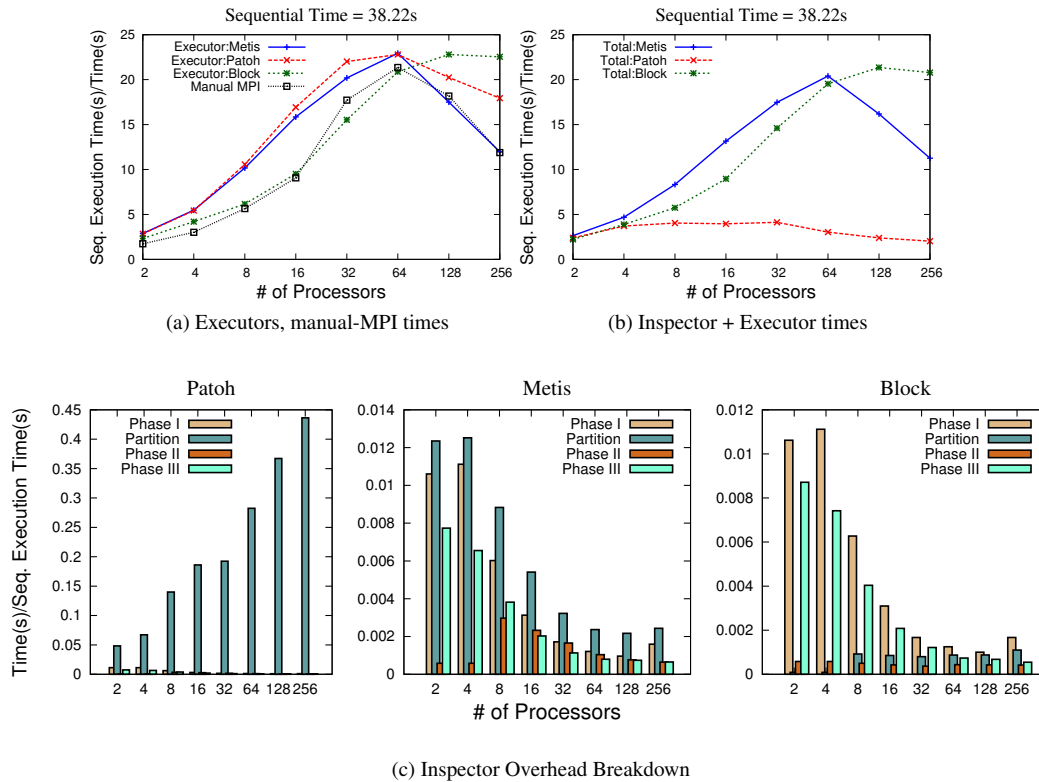 Sequential Time = 38.22s
Seq. Execution Time(s)/Time(s)
25
20
15
10
5
0
Executor:Metis
Executor:Patoh
Executor:Block
Manual MPI
2 4 8 16 32 64 128 256
# of Processors
(a) Executors, manual-MPI times
Sequential Time = 38.22s
Seq. Execution Time(s)/Time(s)
25
20
15
10
5
0
Total:Metis
Total:Patoh
Total:Block
2 4 8 16 32 64 128 256
# of Processors
(b) Inspector + Executor times
Patoh
Time(s)/Seq. Execution Time(s)
0.45
0.4
0.35
0.3
0.25
0.2
0.15
0.1
0.05
0
Phase I
Partition
Phase II
Phase III
2 4 8 16 32 64 128 256
Metis
0.014
0.012
0.01
0.008
0.006
0.004
0.002
0
Phase I
Partition
Phase II
Phase III
2 4 8 16 32 64 128 256
# of Processors
Block
0.012
0.01
0.008
0.006
0.004
0.002
0
Phase I
Partition
Phase II
Phase III
2 4 8 16 32 64 128 256
(c) Inspector Overhead Breakdown